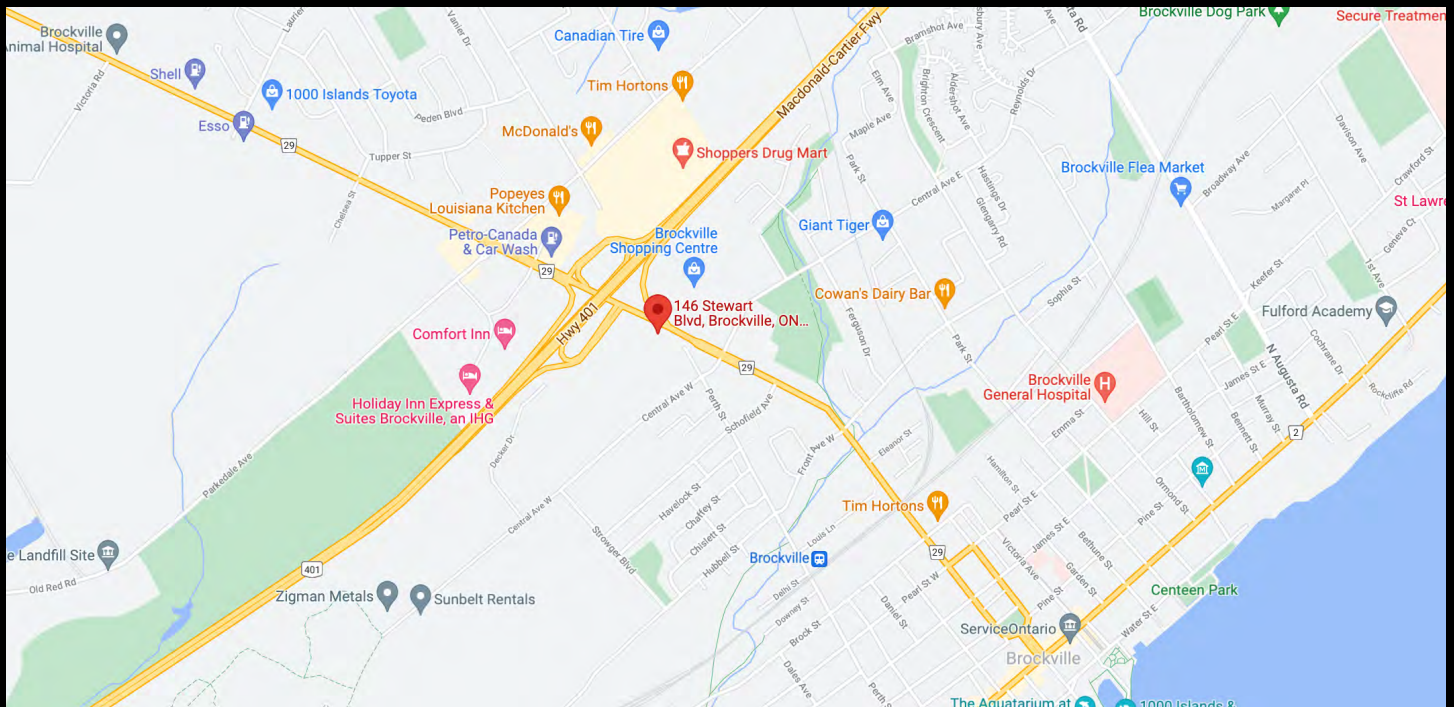 Brockville
Animal Hospital
Laurier
Vanier Dr
Canadian Tire
Macdonald-Cartier Fwy
Bramshot Ave
Brockville Dog Park
Secure Treatmen
Victoria Rd
Shell
1000 Islands Toyota
Esso
29
Peden Blvd
Tupper St
Chelsea St
Tim Hortons
McDonald's
Shoppers Drug Mart
Popeyes
Louisiana Kitchen
Petro-Canada
& Car Wash
29
Brockville
Shopping Centre
Elm Ave
Brighton Crescent
Aldershot Ave
Reynolds Dr
Maple Ave
Park St
Central Ave E
Hastings Dr
Glengarry Rd
Giant Tiger
Brockville Flea Market
Broadway Ave
Margaret Pl
Davison Ave
Crawford St
St Lawre
Geneva Ct
1st Ave
Keefer St
Sophia St
Cowan's Dairy Bar
Ferguson Dr
Park St
Fulford Academy
Pearl St E
N Augusta Rd
Cochrane Dr
James St E
Rockcliffe Rd
146 Stewart
Blvd, Brockville, ON...
Hwy 401
Comfort Inn
Holiday Inn Express &
Suites Brockville, an IHG
29
Central Ave W
Perth St
Schofield Ave
Brockville
General Hospital
Bartholomew St
Murray St
Bennett St
Hill St
Emma St
2
Parkedale Ave
Decker Dr
Front Ave W
Eleanor St
Hamilton St
Pearl St E
Ormond St
Pine St
James St E
Victoria Ave
Bethune St
Garden St
Pine St
Havelock St
Chaffey St
Chislett St
Hubbell St
Central Ave W
Strowger Blvd
Tim Hortons
Louis Ln
29
Brockville
e Landfill Site
Old Red Rd
401
Zigman Metals
Sunbelt Rentals
Delhi St
Downey St
Brock St
Pearl St W
Daniel St
Dales Ave
Perth S
Centeen Park
Water St E
ServiceOntario
Brockville
The Aquatarium at
1000 Islands &